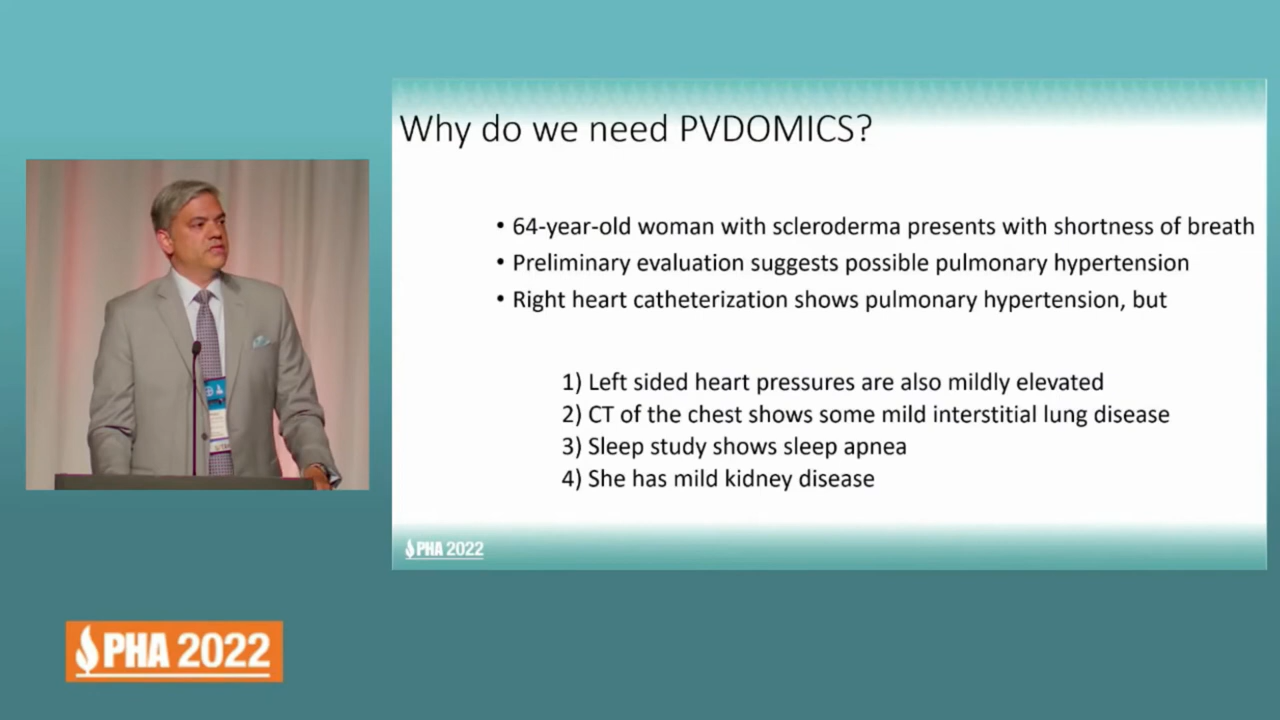 Why do we need PVDOMICS?
• 64-year-old woman with scleroderma presents with shortness of breath
• Preliminary evaluation suggests possible pulmonary hypertension
• Right heart catheterization shows pulmonary hypertension, but
1) Left sided heart pressures are also mildly elevated
2) CT of the chest shows some mild interstitial lung disease
3) Sleep study shows sleep apnea
4) She has mild kidney disease
PHA 2022
PHA 2022